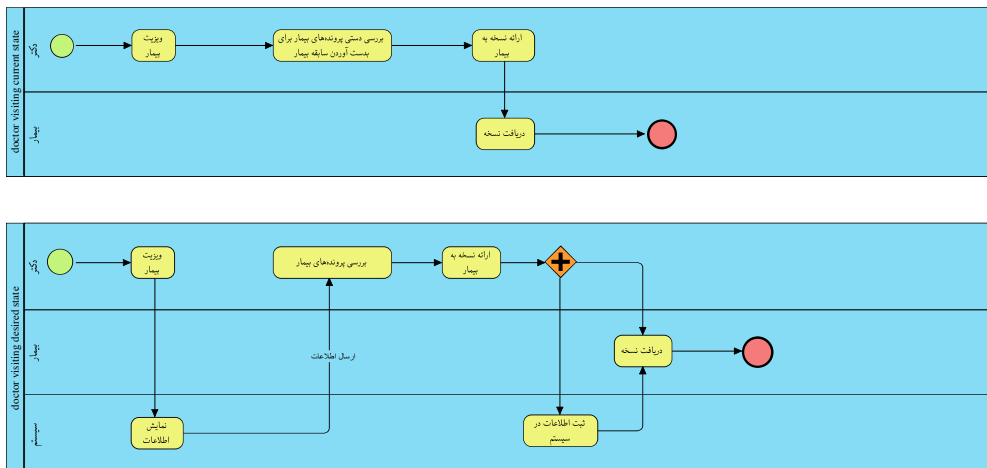 doctor visiting current state
دکتر
ویزیت
بیمار
بررسی دستی پرونده‌های بیمار برای
بدست آوردن سابقه بیمار
ارائه نسخه به
بیمار
بیمار
دریافت نسخه
doctor visiting desired state
دکتر
ویزیت
بیمار
بررسی پرونده‌های بیمار
ارائه نسخه به
بیمار
بیمار
ارسال اطلاعات
دریافت نسخه
سیستم
نمایش
اطلاعات
ثبت اطلاعات در
سیستم